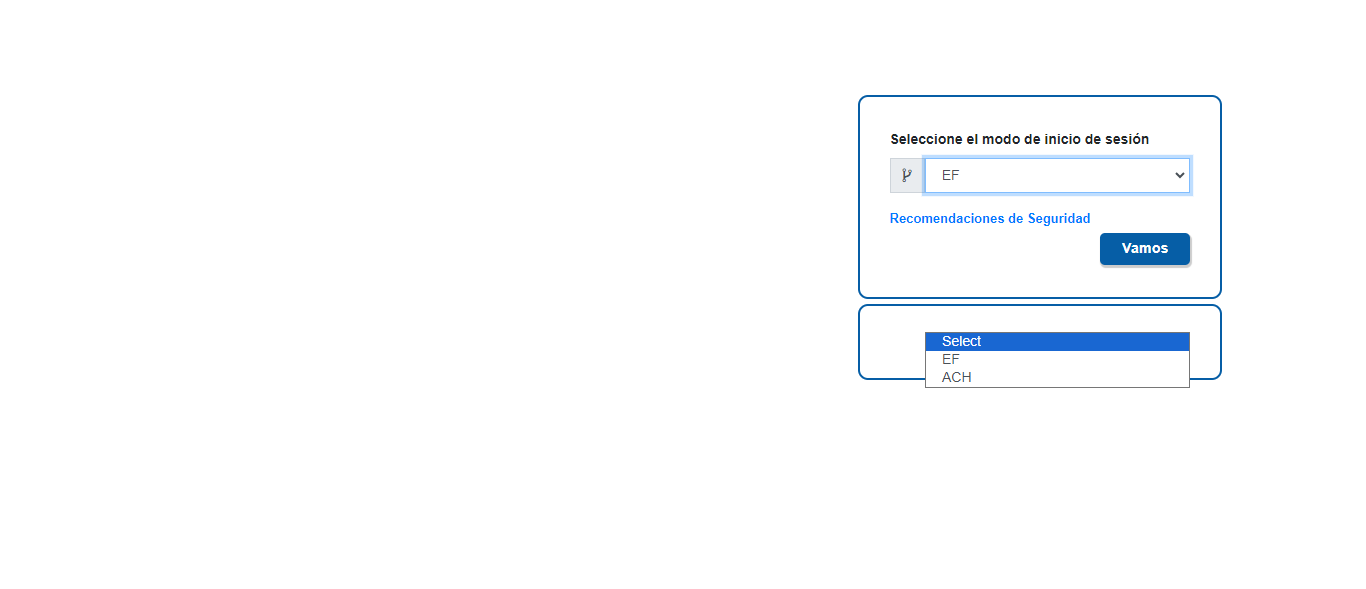 Seleccione el modo de inicio de sesión
EF
Recomendaciones de Seguridad
Vamos
Select
EF
ACH